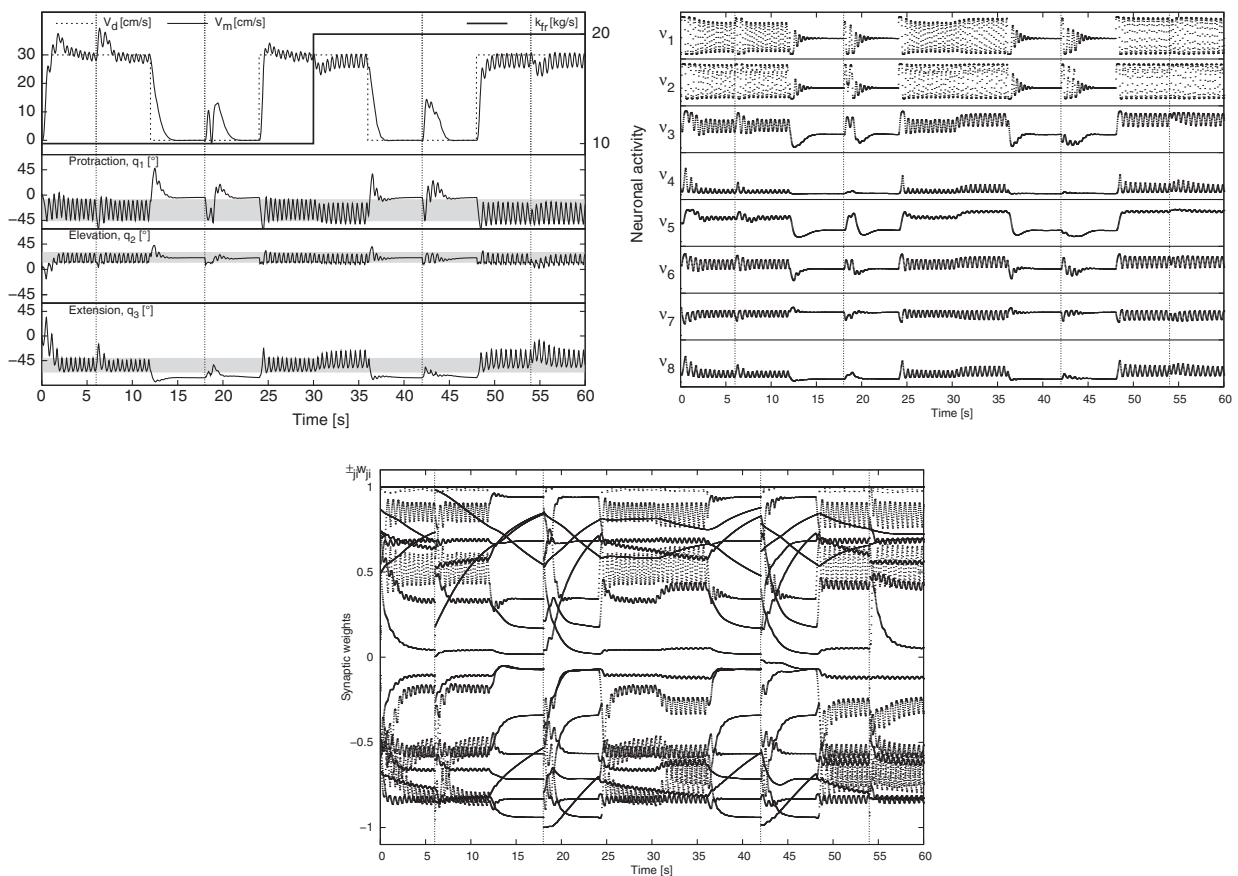 V_d [cm/s] V_m [cm/s] k_fr [kg/s]
30
20
10
0
20
10
Protraction, q_1 [°]
45
0
−45
Elevation, q_2 [°]
45
0
−45
Extension, q_3 [°]
45
0
−45
0 5 10 15 20 25 30 35 40 45 50 55 60
Time [s]
Neuronal activity
ν_1
ν_2
ν_3
ν_4
ν_5
ν_6
ν_7
ν_8
0 5 10 15 20 25 30 35 40 45 50 55 60
Time [s]
±_ji w_ji
Synaptic weights
1
0.5
0
−0.5
−1
0 5 10 15 20 25 30 35 40 45 50 55 60
Time [s]